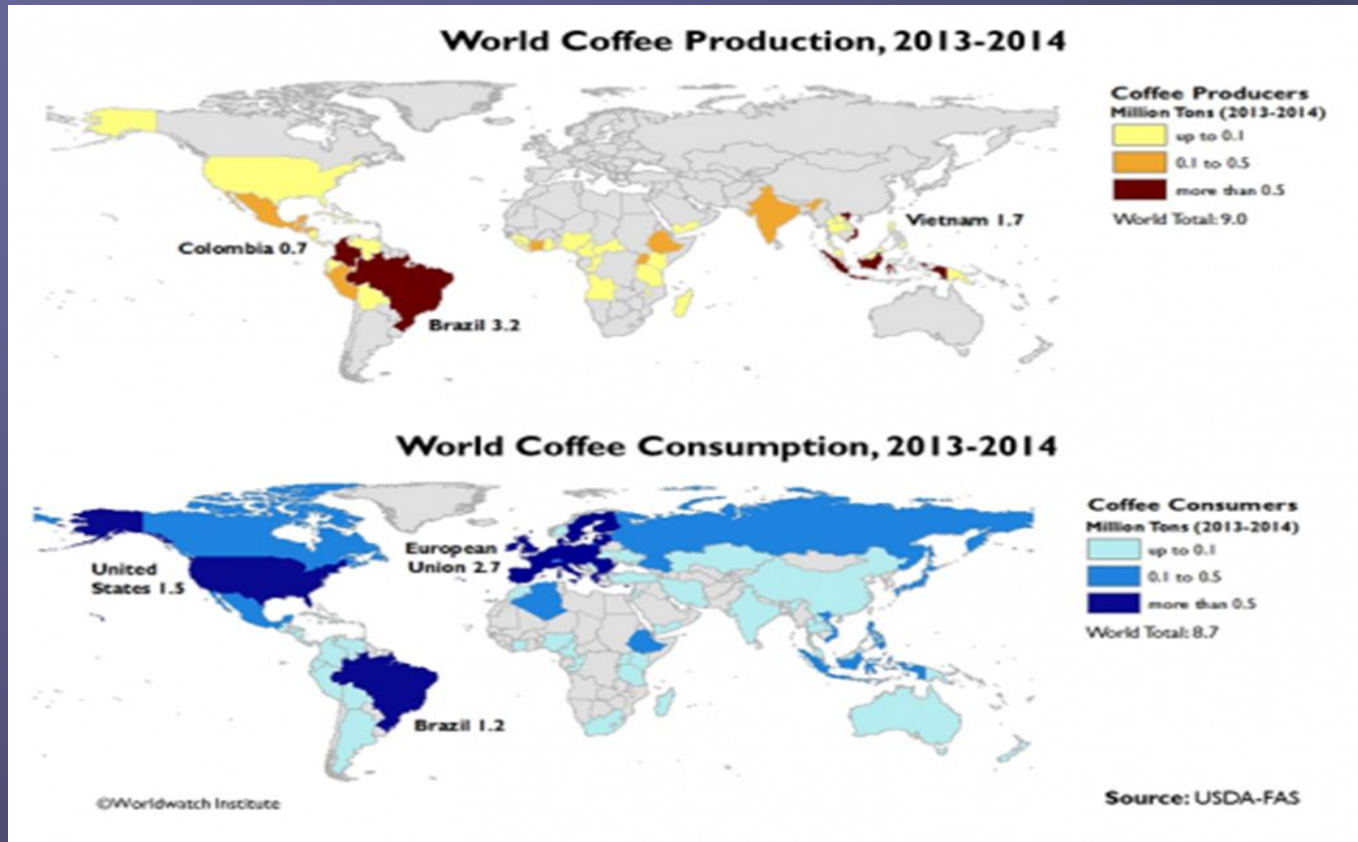 World Coffee Production, 2013-2014
Coffee Producers
Million Tons (2013-2014)
up to 0.1
0.1 to 0.5
more than 0.5
World Total: 9.0
Vietnam 1.7
Colombia 0.7
Brazil 3.2
World Coffee Consumption, 2013-2014
Coffee Consumers
Million Tons (2013-2014)
up to 0.1
0.1 to 0.5
more than 0.5
World Total: 8.7
European
Union 2.7
United
States 1.5
Brazil 1.2
©Worldwatch Institute
Source: USDA-FAS